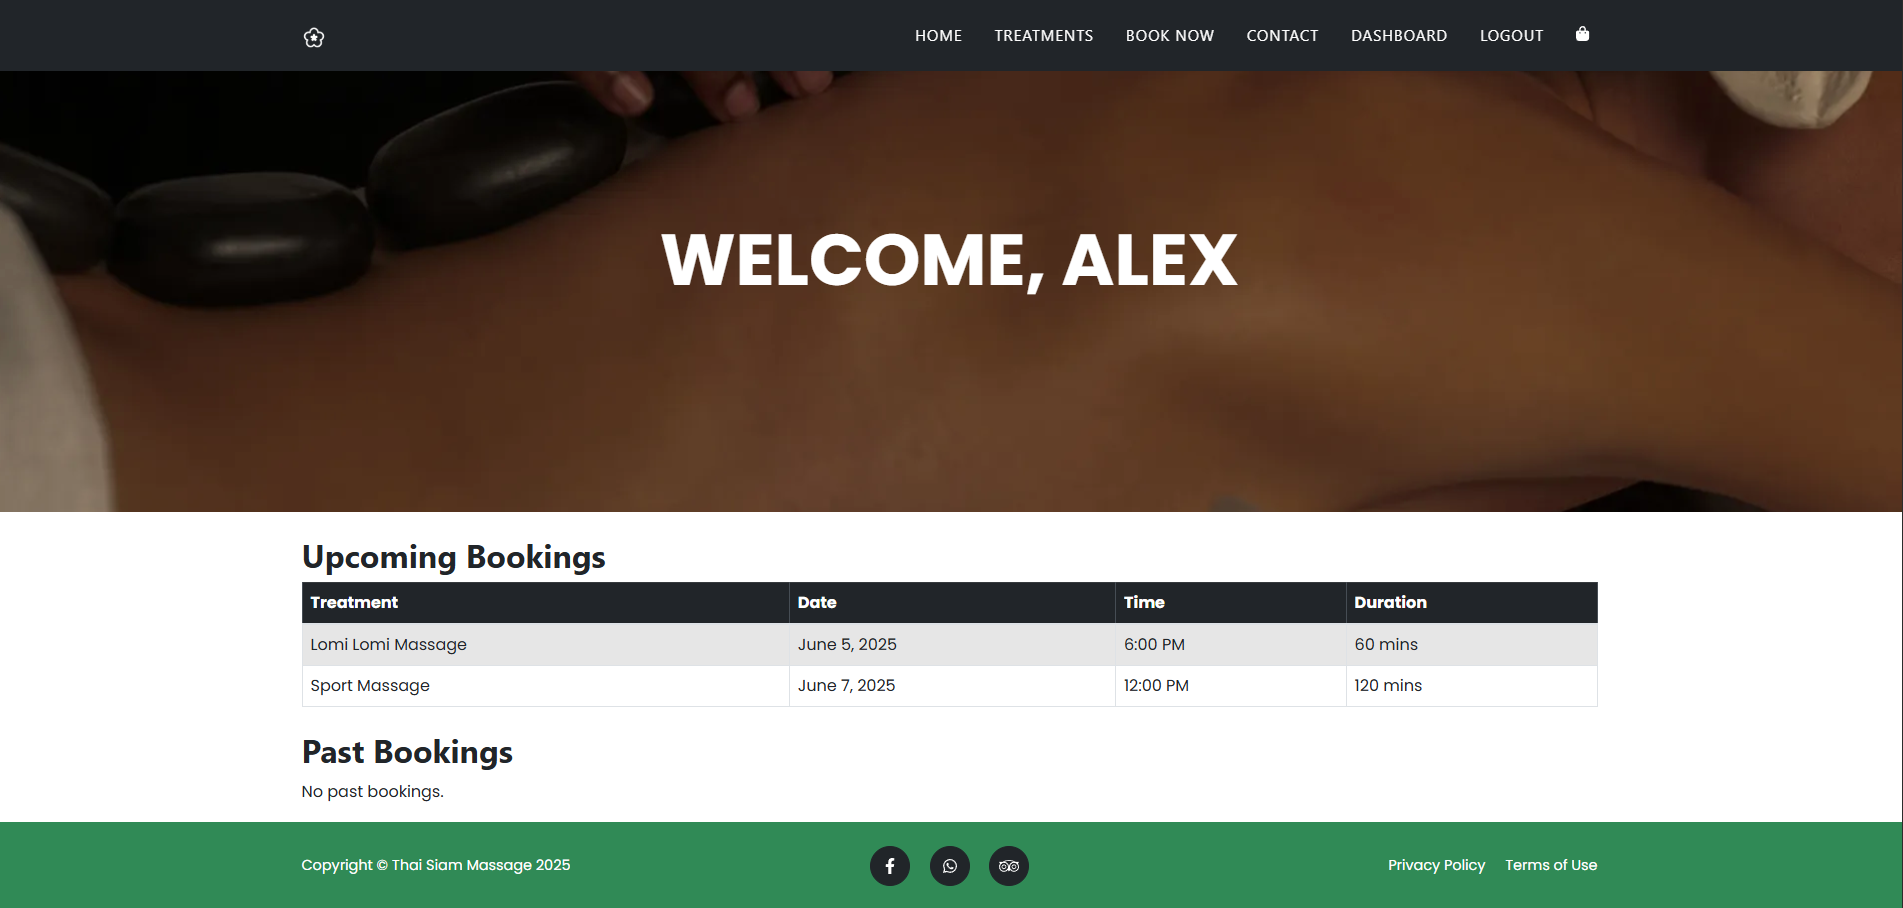 HOME TREATMENTS BOOK NOW CONTACT DASHBOARD LOGOUT
WELCOME, ALEX
Upcoming Bookings
Treatment Date Time Duration
Lomi Lomi Massage June 5, 2025 6:00 PM 60 mins
Sport Massage June 7, 2025 12:00 PM 120 mins
Past Bookings
No past bookings.
Copyright © Thai Siam Massage 2025 Privacy Policy Terms of Use